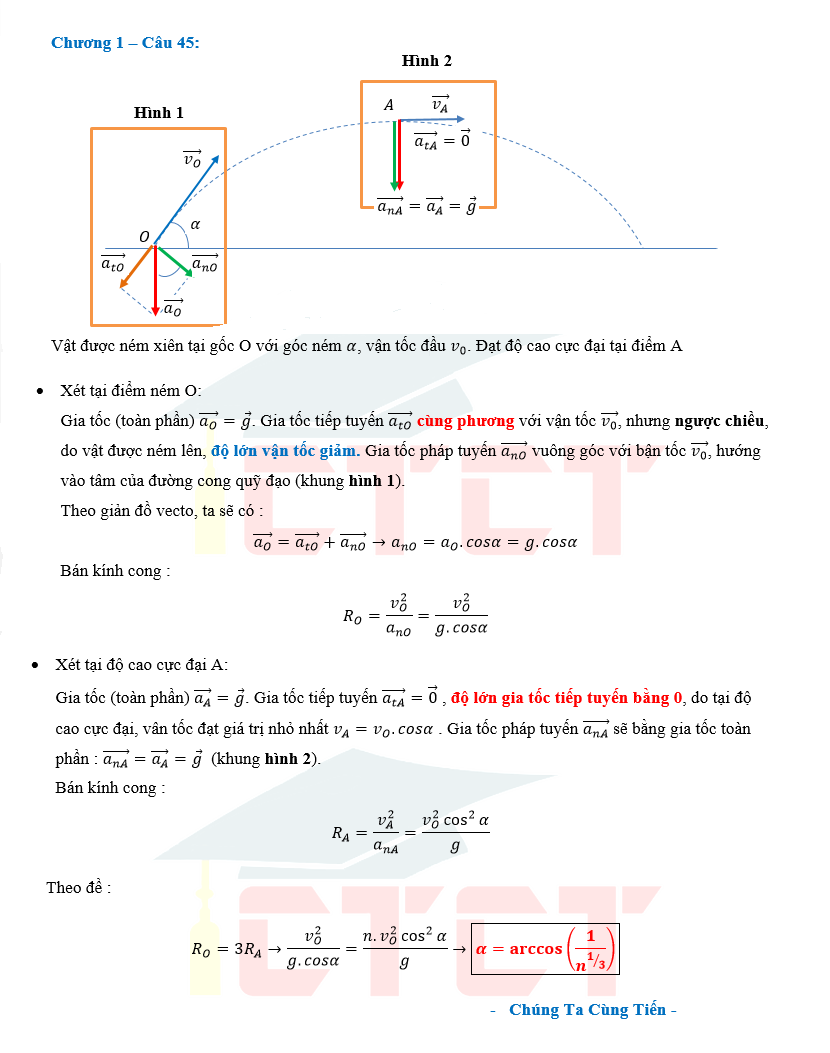 Chương 1 – Câu 45:
Hình 2
Hình 1
A $\overrightarrow{v_A}$
$\overrightarrow{a_{tA}} = \vec{0}$
$\overrightarrow{a_{nA}} = \overrightarrow{a_A} = \vec{g}$
$\overrightarrow{v_O}$
α
O
$\overrightarrow{a_{tO}}$ $\overrightarrow{a_{nO}}$
$\overrightarrow{a_O}$
Vật được ném xiên tại gốc O với góc ném $\alpha$, vận tốc đầu $v_0$. Đạt độ cao cực đại tại điểm A
• Xét tại điểm ném O:
Gia tốc (toàn phần) $\overrightarrow{a_O} = \vec{g}$. Gia tốc tiếp tuyến $\overrightarrow{a_{tO}}$ cùng phương với vận tốc $\overrightarrow{v_0}$, nhưng ngược chiều,
do vật được ném lên, độ lớn vận tốc giảm. Gia tốc pháp tuyến $\overrightarrow{a_{nO}}$ vuông góc với bận tốc $\overrightarrow{v_0}$, hướng
vào tâm của đường cong quỹ đạo (khung hình 1).
Theo giản đồ vecto, ta sẽ có :
$\overrightarrow{a_O} = \overrightarrow{a_{tO}} + \overrightarrow{a_{nO}} \rightarrow a_{nO} = a_O.cos\alpha = g.cos\alpha$
Bán kính cong :
$R_O = \frac{v_O^2}{a_{nO}} = \frac{v_O^2}{g.cos\alpha}$
• Xét tại độ cao cực đại A:
Gia tốc (toàn phần) $\overrightarrow{a_A} = \vec{g}$. Gia tốc tiếp tuyến $\overrightarrow{a_{tA}} = \vec{0}$ , độ lớn gia tốc tiếp tuyến bằng 0, do tại độ
cao cực đại, vân tốc đạt giá trị nhỏ nhất $v_A = v_O.cos\alpha$ . Gia tốc pháp tuyến $\overrightarrow{a_{nA}}$ sẽ bằng gia tốc toàn
phần : $\overrightarrow{a_{nA}} = \overrightarrow{a_A} = \vec{g}$ (khung hình 2).
Bán kính cong :
$R_A = \frac{v_A^2}{a_{nA}} = \frac{v_O^2 \cos^2 \alpha}{g}$
Theo đề :
$R_O = 3R_A \rightarrow \frac{v_O^2}{g.cos\alpha} = \frac{n.v_O^2 \cos^2 \alpha}{g} \rightarrow \alpha = \arccos\left(\frac{1}{n^{1/3}}\right)$
- Chúng Ta Cùng Tiến -
CTCT
CTCT